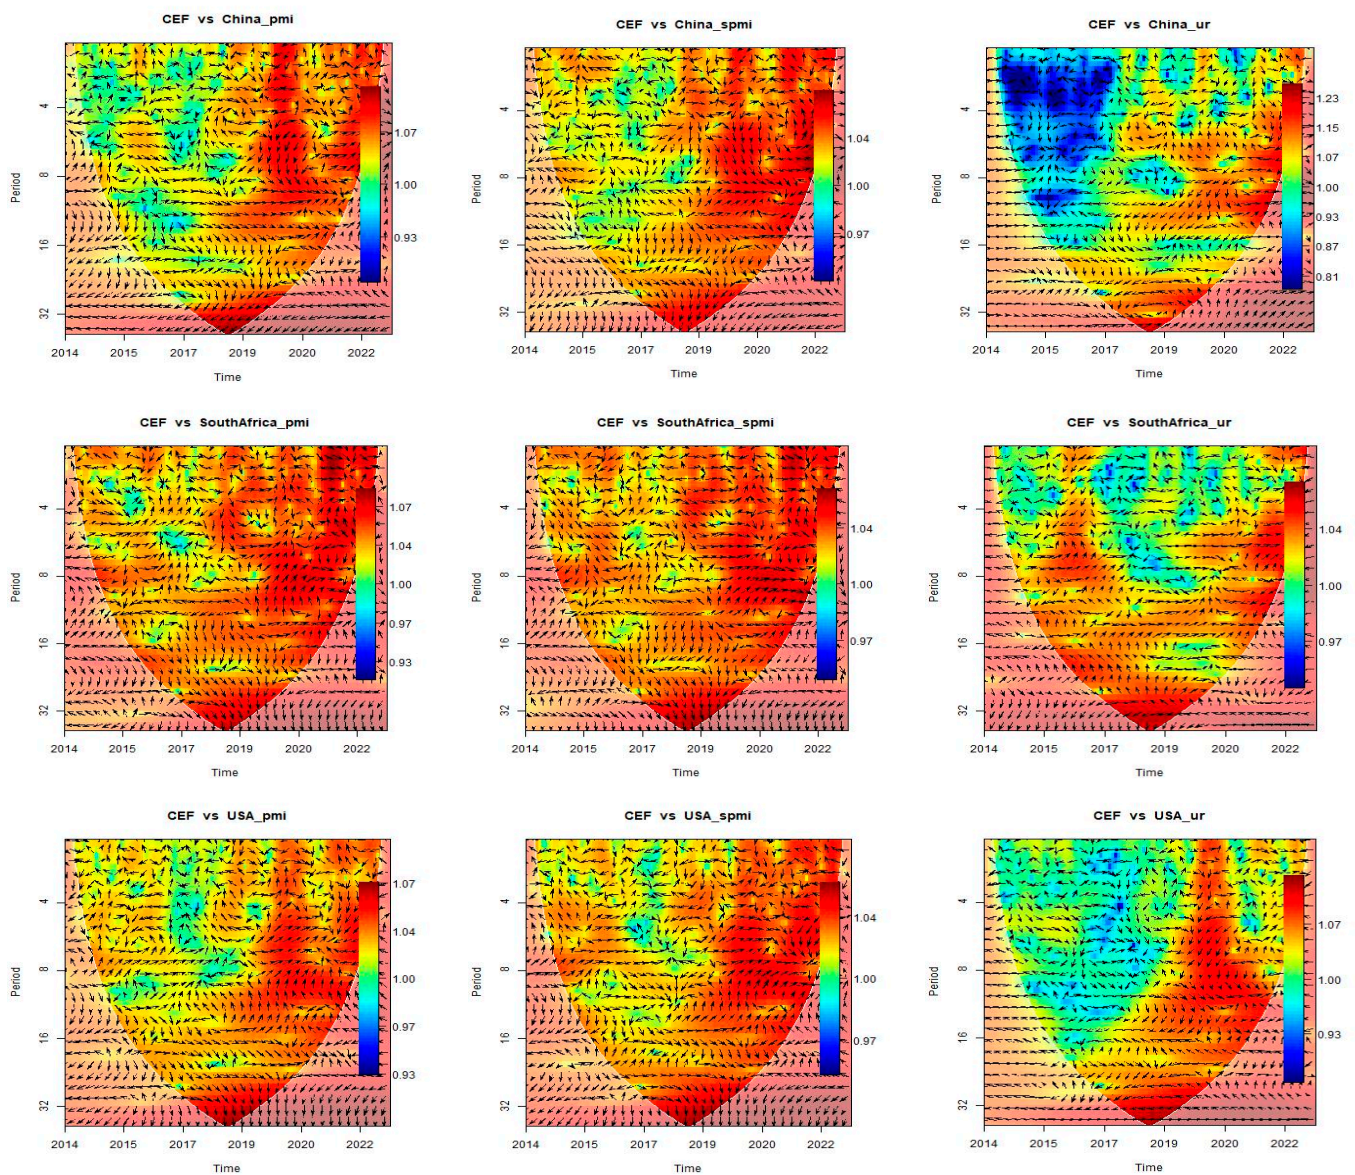 CEF vs China_pmi
Period
4
8
16
32
1.07
1.00
0.93
2014 2015 2017 2019 2020 2022
Time
CEF vs China_spmi
Period
4
8
16
32
1.04
1.00
0.97
2014 2015 2017 2019 2020 2022
Time
CEF vs China_ur
Period
4
8
16
32
1.23
1.15
1.07
1.00
0.93
0.87
0.81
2014 2015 2017 2019 2020 2022
Time
CEF vs SouthAfrica_pmi
Period
4
8
16
32
1.07
1.04
1.00
0.97
0.93
2014 2015 2017 2019 2020 2022
Time
CEF vs SouthAfrica_spmi
Period
4
8
16
32
1.04
1.00
0.97
2014 2015 2017 2019 2020 2022
Time
CEF vs SouthAfrica_ur
Period
4
8
16
32
1.04
1.00
0.97
2014 2015 2017 2019 2020 2022
Time
CEF vs USA_pmi
Period
4
8
16
32
1.07
1.04
1.00
0.97
0.93
2014 2015 2017 2019 2020 2022
Time
CEF vs USA_spmi
Period
4
8
16
32
1.04
1.00
0.97
2014 2015 2017 2019 2020 2022
Time
CEF vs USA_ur
Period
4
8
16
32
1.07
1.00
0.93
2014 2015 2017 2019 2020 2022
Time